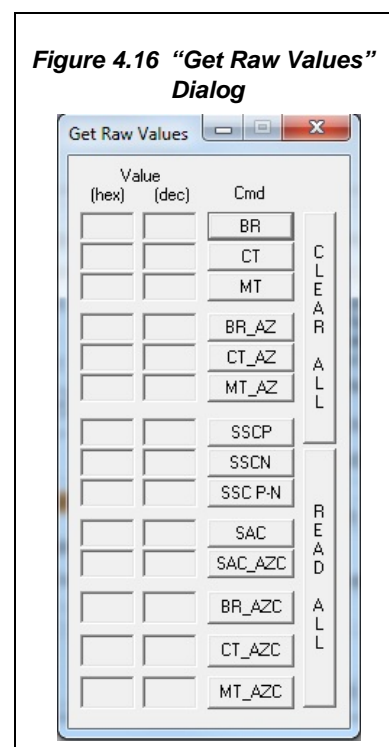 Figure 4.16 “Get Raw Values”
Dialog
Get Raw Values
Value
(hex) (dec) Cmd
BR
CT
MT
BR_AZ
CT_AZ
MT_AZ
SSCP
SSCN
SSC P-N
SAC
SAC_AZC
BR_AZC
CT_AZC
MT_AZC
CLEAR ALL
READ ALL